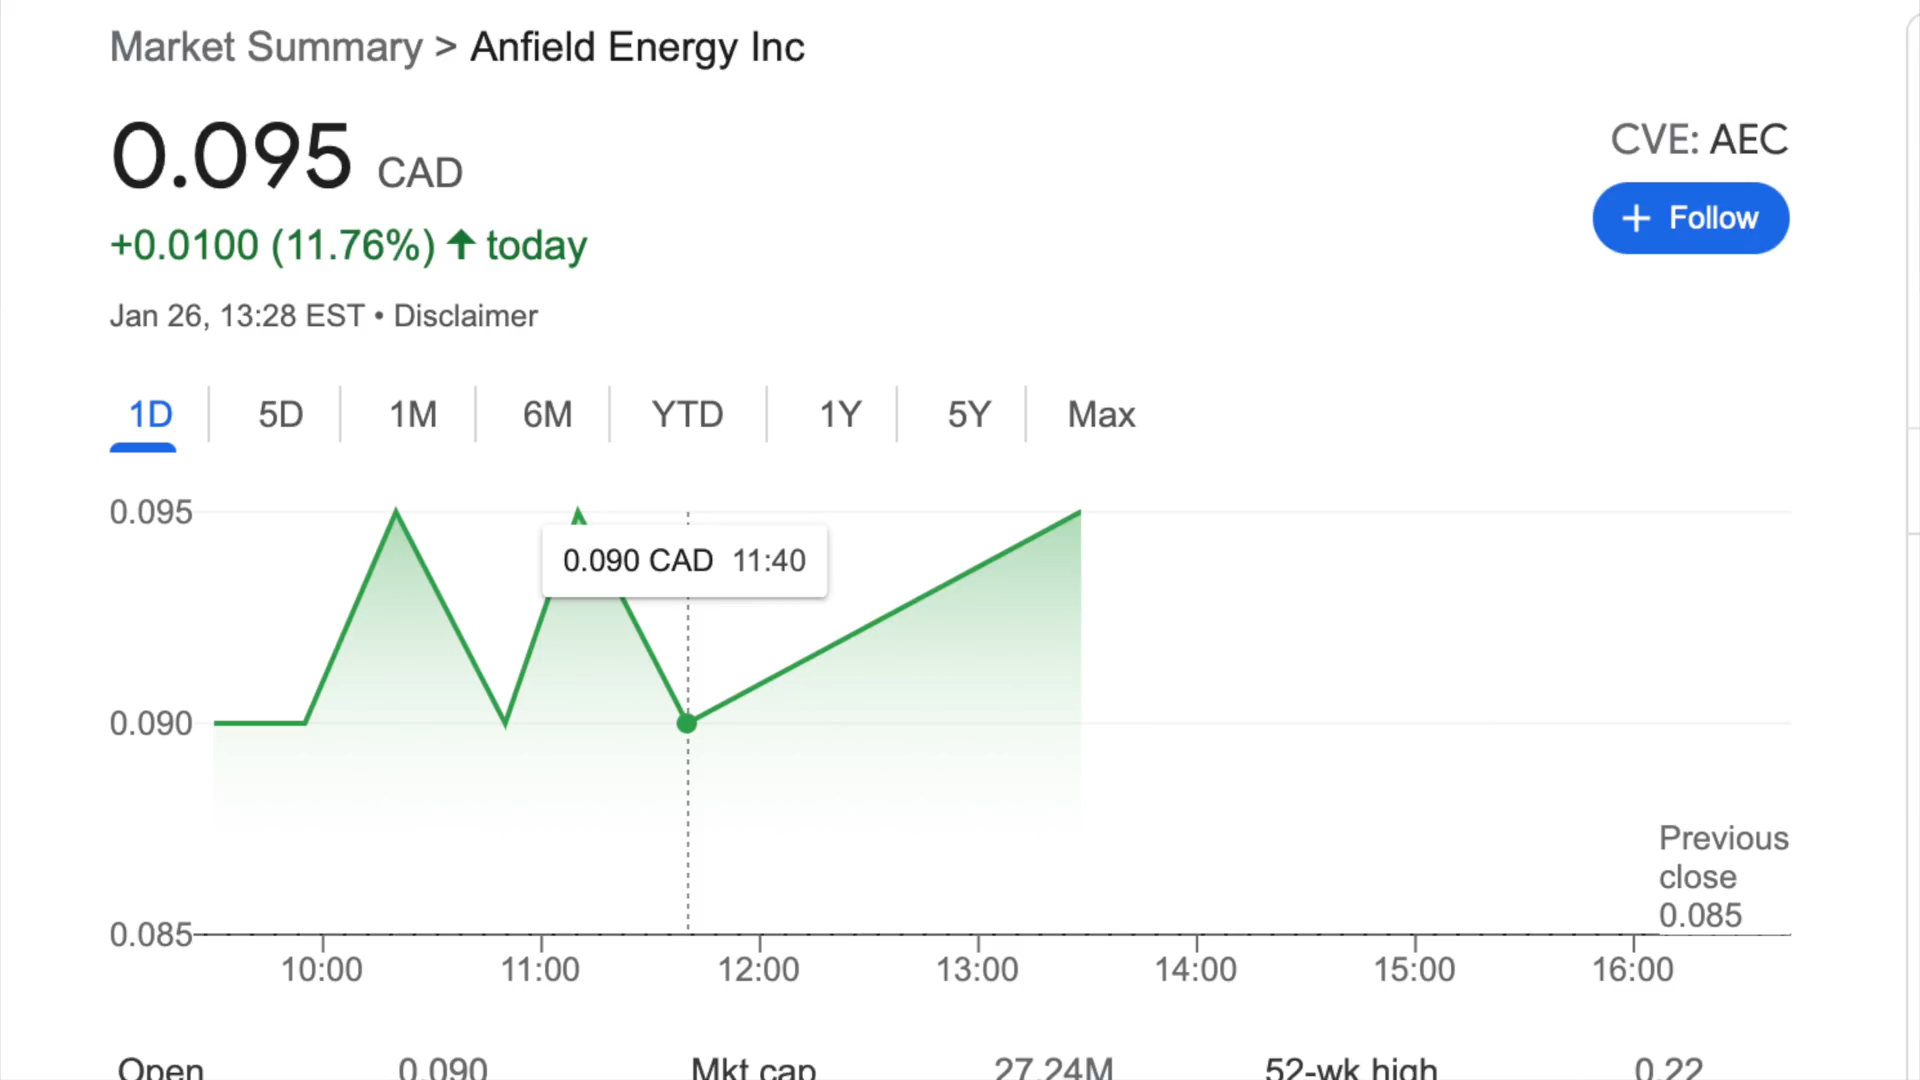 Market Summary > Anfield Energy Inc
0.095 CAD
CVE: AEC
+ Follow
+0.0100 (11.76%) ↑ today
Jan 26, 13:28 EST • Disclaimer
1D 5D 1M 6M YTD 1Y 5Y Max
0.095
0.090 CAD 11:40
0.090
Previous
close
0.085
0.085
10:00 11:00 12:00 13:00 14:00 15:00 16:00
Open 0.090 Mkt cap 27.24M 52-wk high 0.22